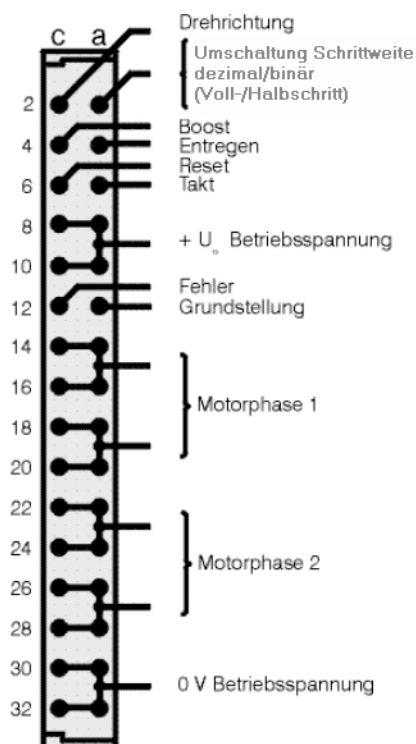 Drehrichtung
c a
Umschaltung Schrittweite
dezimal/binär
(Voll-/Halbschritt)
2
Boost
4
Entregen
Reset
6
Takt
8
+ U₀ Betriebsspannung
10
Fehler
12
Grundstellung
14
16
Motorphase 1
18
20
22
24
Motorphase 2
26
28
30
0 V Betriebsspannung
32